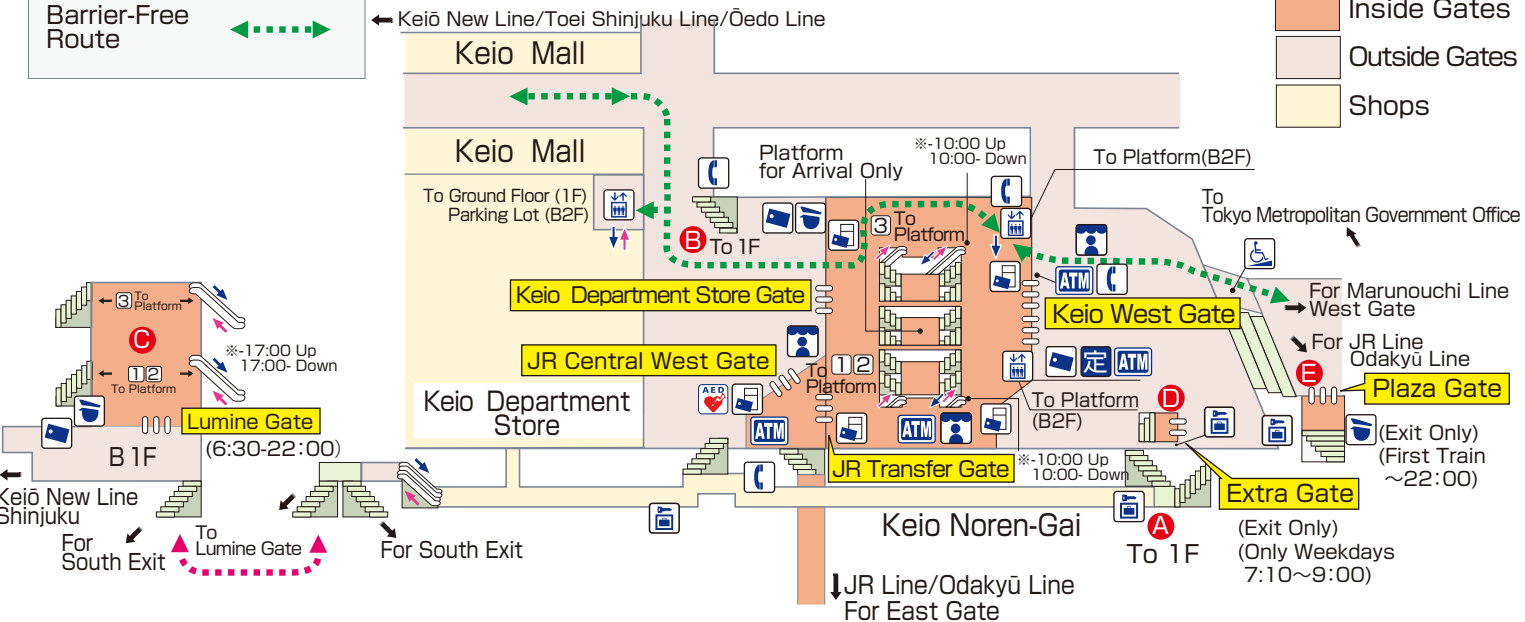 Barrier-Free
Route
Keiō New Line/Toei Shinjuku Line/Ōedo Line
Inside Gates
Outside Gates
Shops
Keio Mall
Keio Mall
Platform
for Arrival Only
※-10:00 Up
10:00- Down
To Platform(B2F)
To Ground Floor (1F)
Parking Lot (B2F)
To
Tokyo Metropolitan Government Office
B To 1F
3 To
Platform
ATM
Keio Department Store Gate
Keio West Gate
For Marunouchi Line
West Gate
For JR Line
Odakyū Line
3 To
Platform
C
※-17:00 Up
17:00- Down
1 2
To Platform
JR Central West Gate
To
Platform
1 2
定
ATM
E
Plaza Gate
Keio Department
Store
AED
ATM
ATM
To Platform
(B2F)
D
Lumine Gate
(6:30-22:00)
B1F
JR Transfer Gate
※-10:00 Up
10:00- Down
Extra Gate
(Exit Only)
(First Train
~22:00)
Keiō New Line
Shinjuku
For
South Exit
To
Lumine Gate
For South Exit
Keio Noren-Gai
A
To 1F
(Exit Only)
(Only Weekdays
7:10~9:00)
JR Line/Odakyū Line
For East Gate